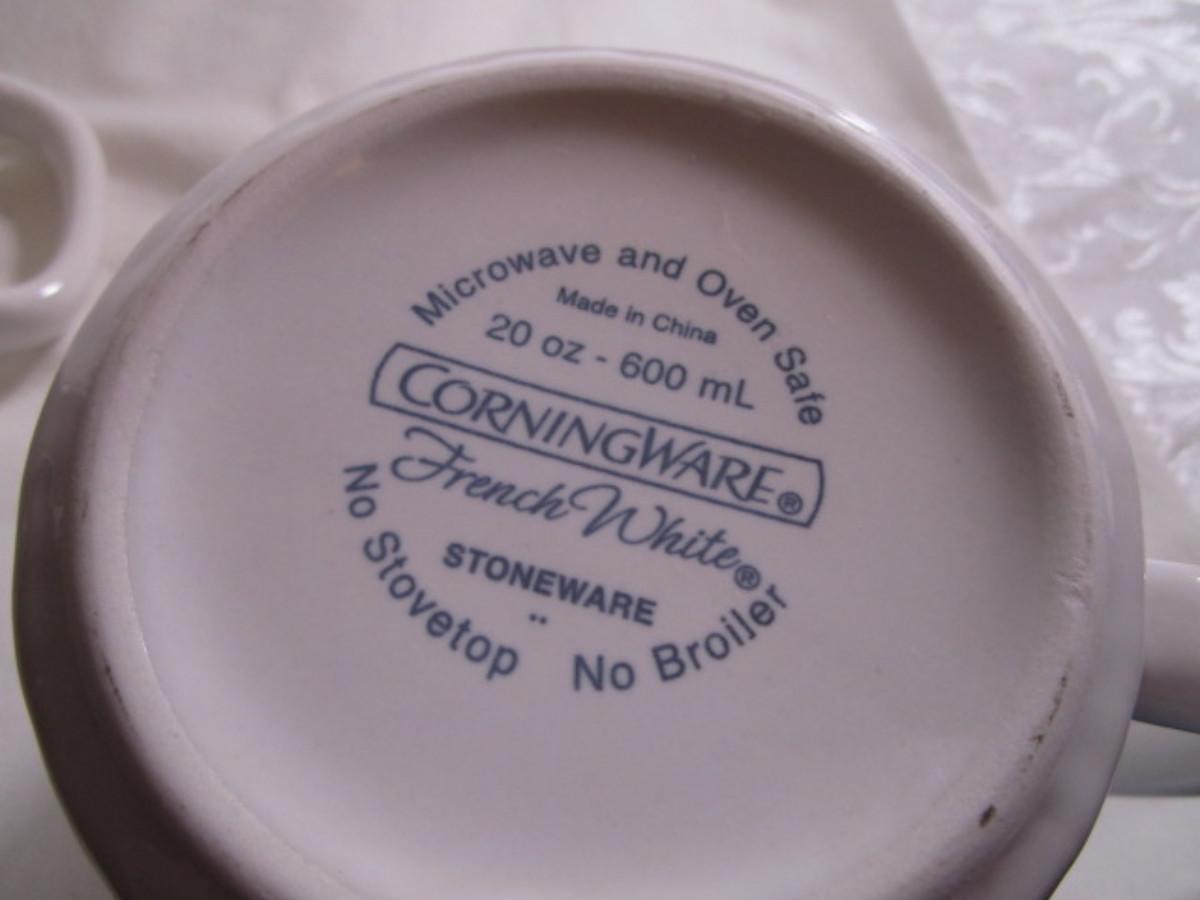 Microwave and Oven Safe
Made in China
20 oz - 600 mL
CORNINGWARE®
French White®
STONEWARE
No Stovetop No Broiler